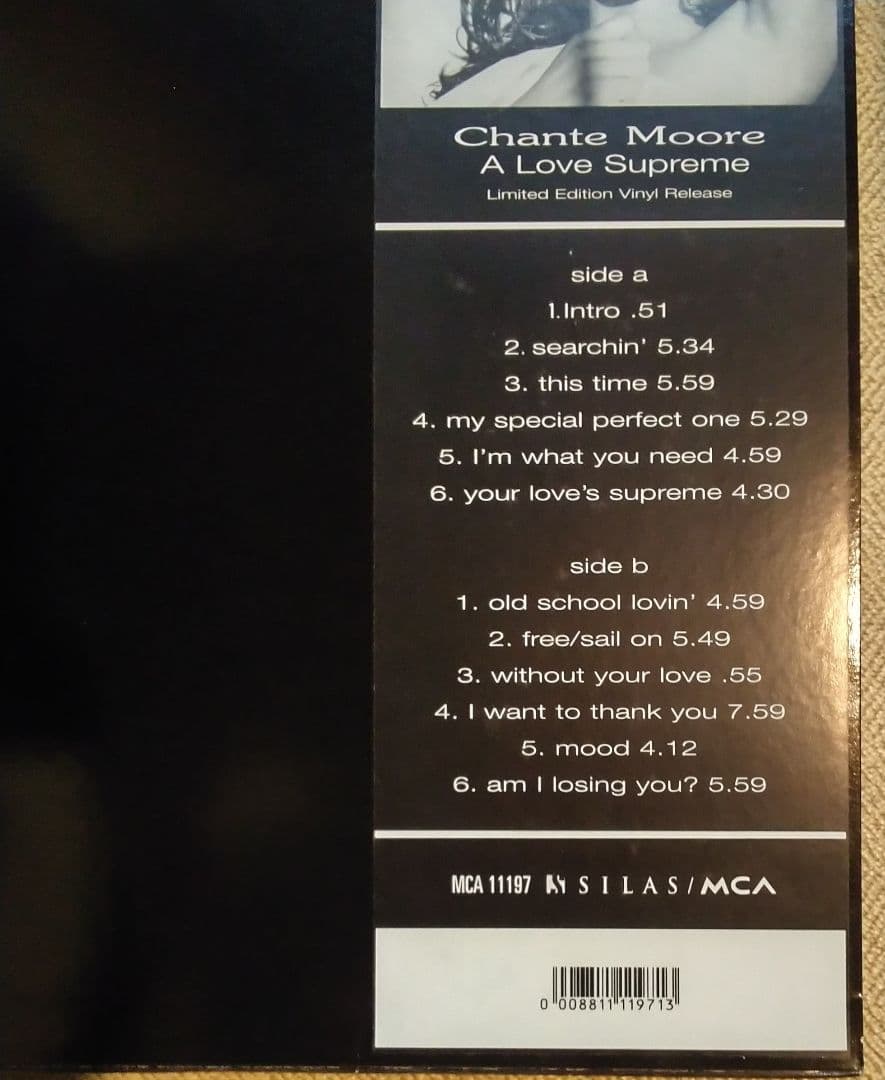 Chante Moore
A Love Supreme
Limited Edition Vinyl Release
side a
1. Intro .51
2. searchin' 5.34
3. this time 5.59
4. my special perfect one 5.29
5. I'm what you need 4.59
6. your love's supreme 4.30
side b
1. old school lovin' 4.59
2. free/sail on 5.49
3. without your love .55
4. I want to thank you 7.59
5. mood 4.12
6. am I losing you? 5.59
MCA 11197 SILAS/MCA
0 008811 119713